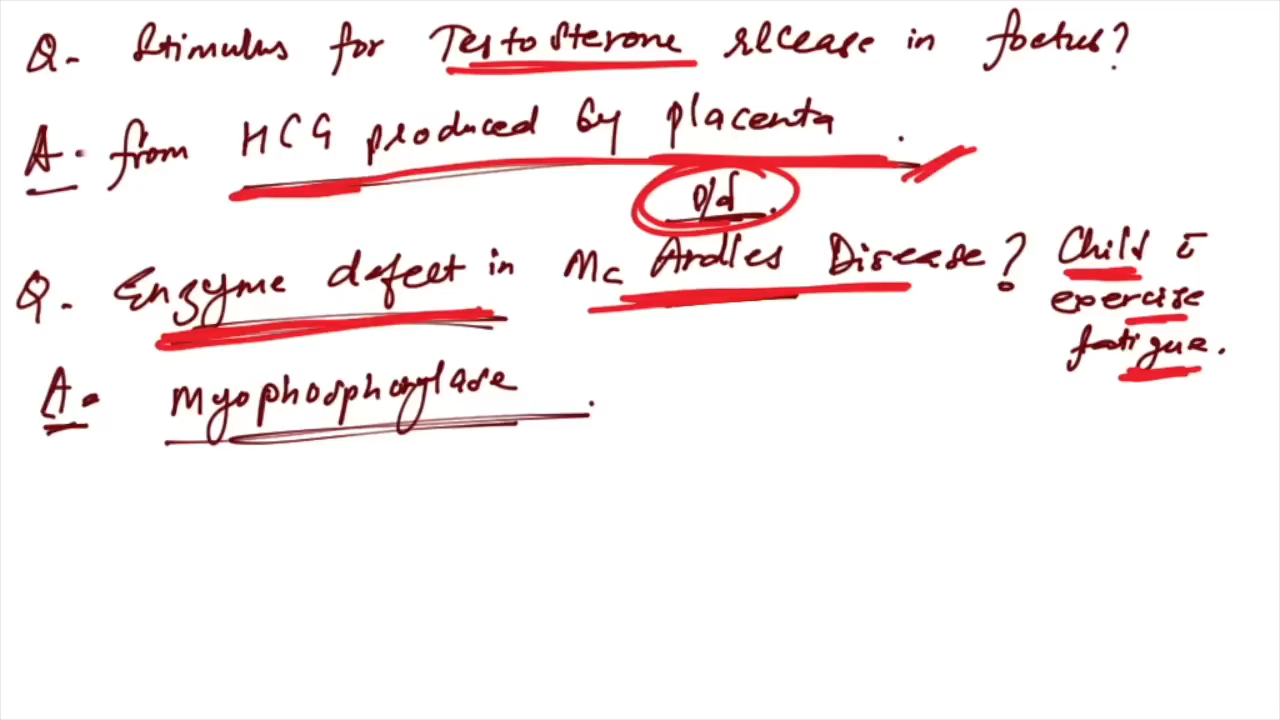 Q- Stimulus for Testosterone release in foetus?
A- from HCG produced by placenta.
o/d.
Q. Enzyme defect in Mc Ardles Disease? Child c̄
exercise
fatigue.
A- Myophosphorylase.